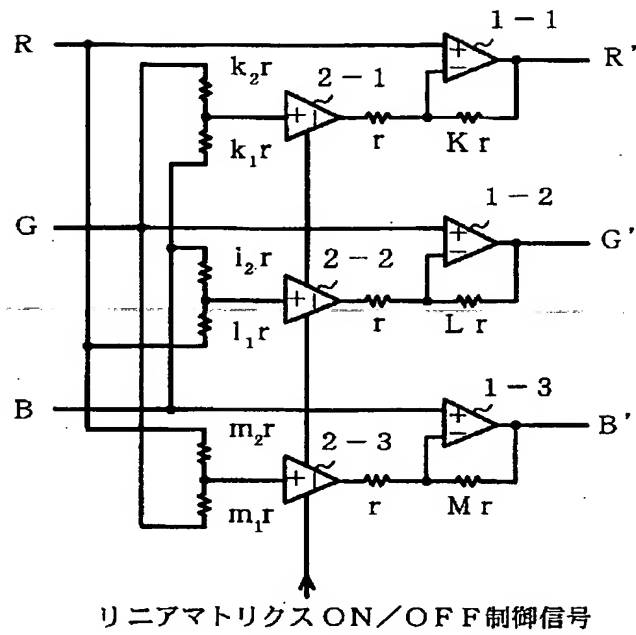 1-1
R
R'
k₂r
2-1
k₁r
r
K r
1-2
G
G'
i₂r
2-2
l₁r
r
L r
1-3
B
B'
m₂r
2-3
m₁r
r
M r
リニアマトリクスON／OFF制御信号